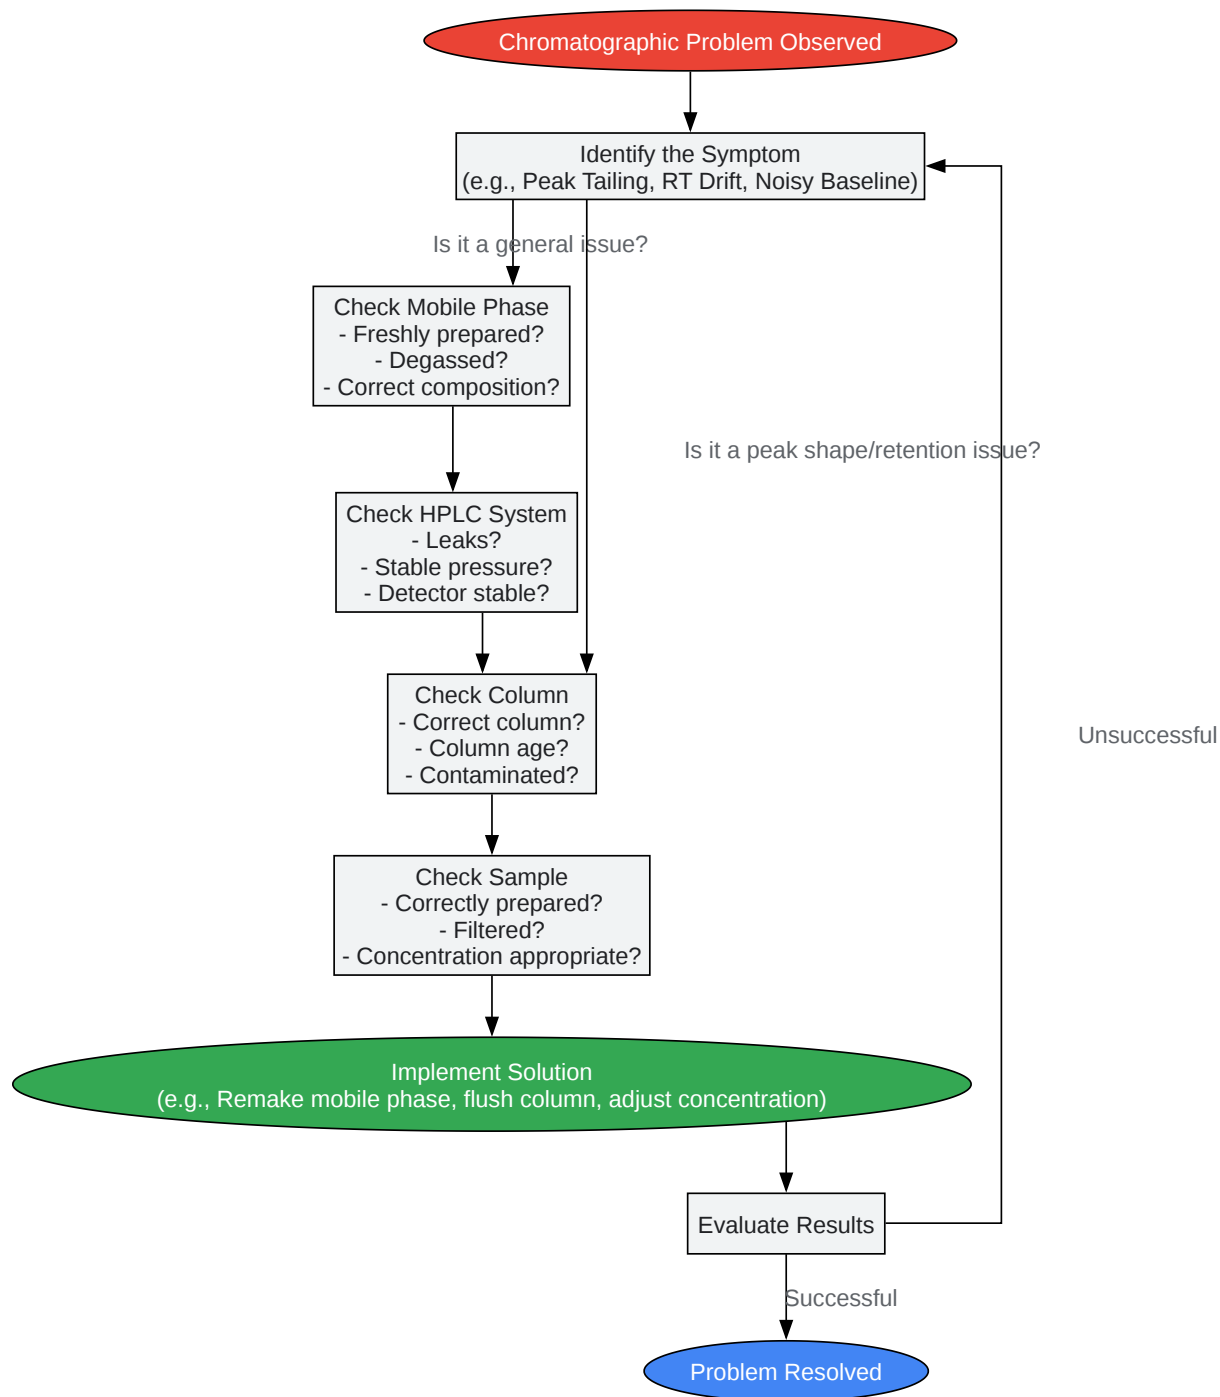 Chromatographic Problem Observed
Identify the Symptom
(e.g., Peak Tailing, RT Drift, Noisy Baseline)
Is it a general issue?
Check Mobile Phase
- Freshly prepared?
- Degassed?
- Correct composition?
Is it a peak shape/retention issue?
Check HPLC System
- Leaks?
- Stable pressure?
- Detector stable?
Check Column
- Correct column?
- Column age?
- Contaminated?
Unsuccessful
Check Sample
- Correctly prepared?
- Filtered?
- Concentration appropriate?
Implement Solution
(e.g., Remake mobile phase, flush column, adjust concentration)
Evaluate Results
Successful
Problem Resolved